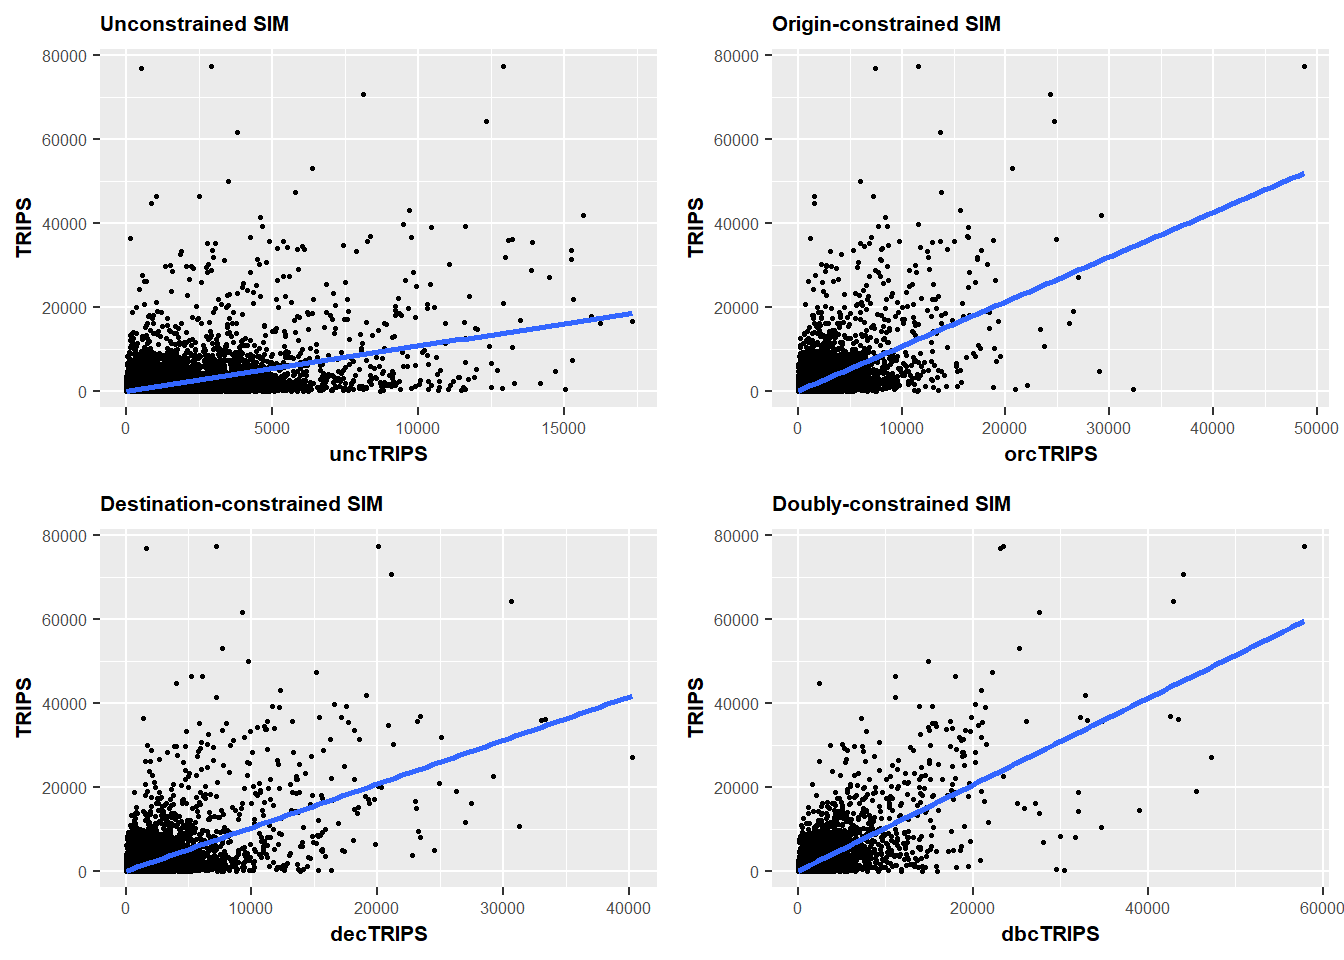 Unconstrained SIM
80000
60000
40000
20000
0
TRIPS
0 5000 10000 15000
uncTRIPS
Origin-constrained SIM
80000
60000
40000
20000
0
TRIPS
0 10000 20000 30000 40000 50000
orcTRIPS
Destination-constrained SIM
80000
60000
40000
20000
0
TRIPS
0 10000 20000 30000 40000
decTRIPS
Doubly-constrained SIM
80000
60000
40000
20000
0
TRIPS
0 20000 40000 60000
dbcTRIPS